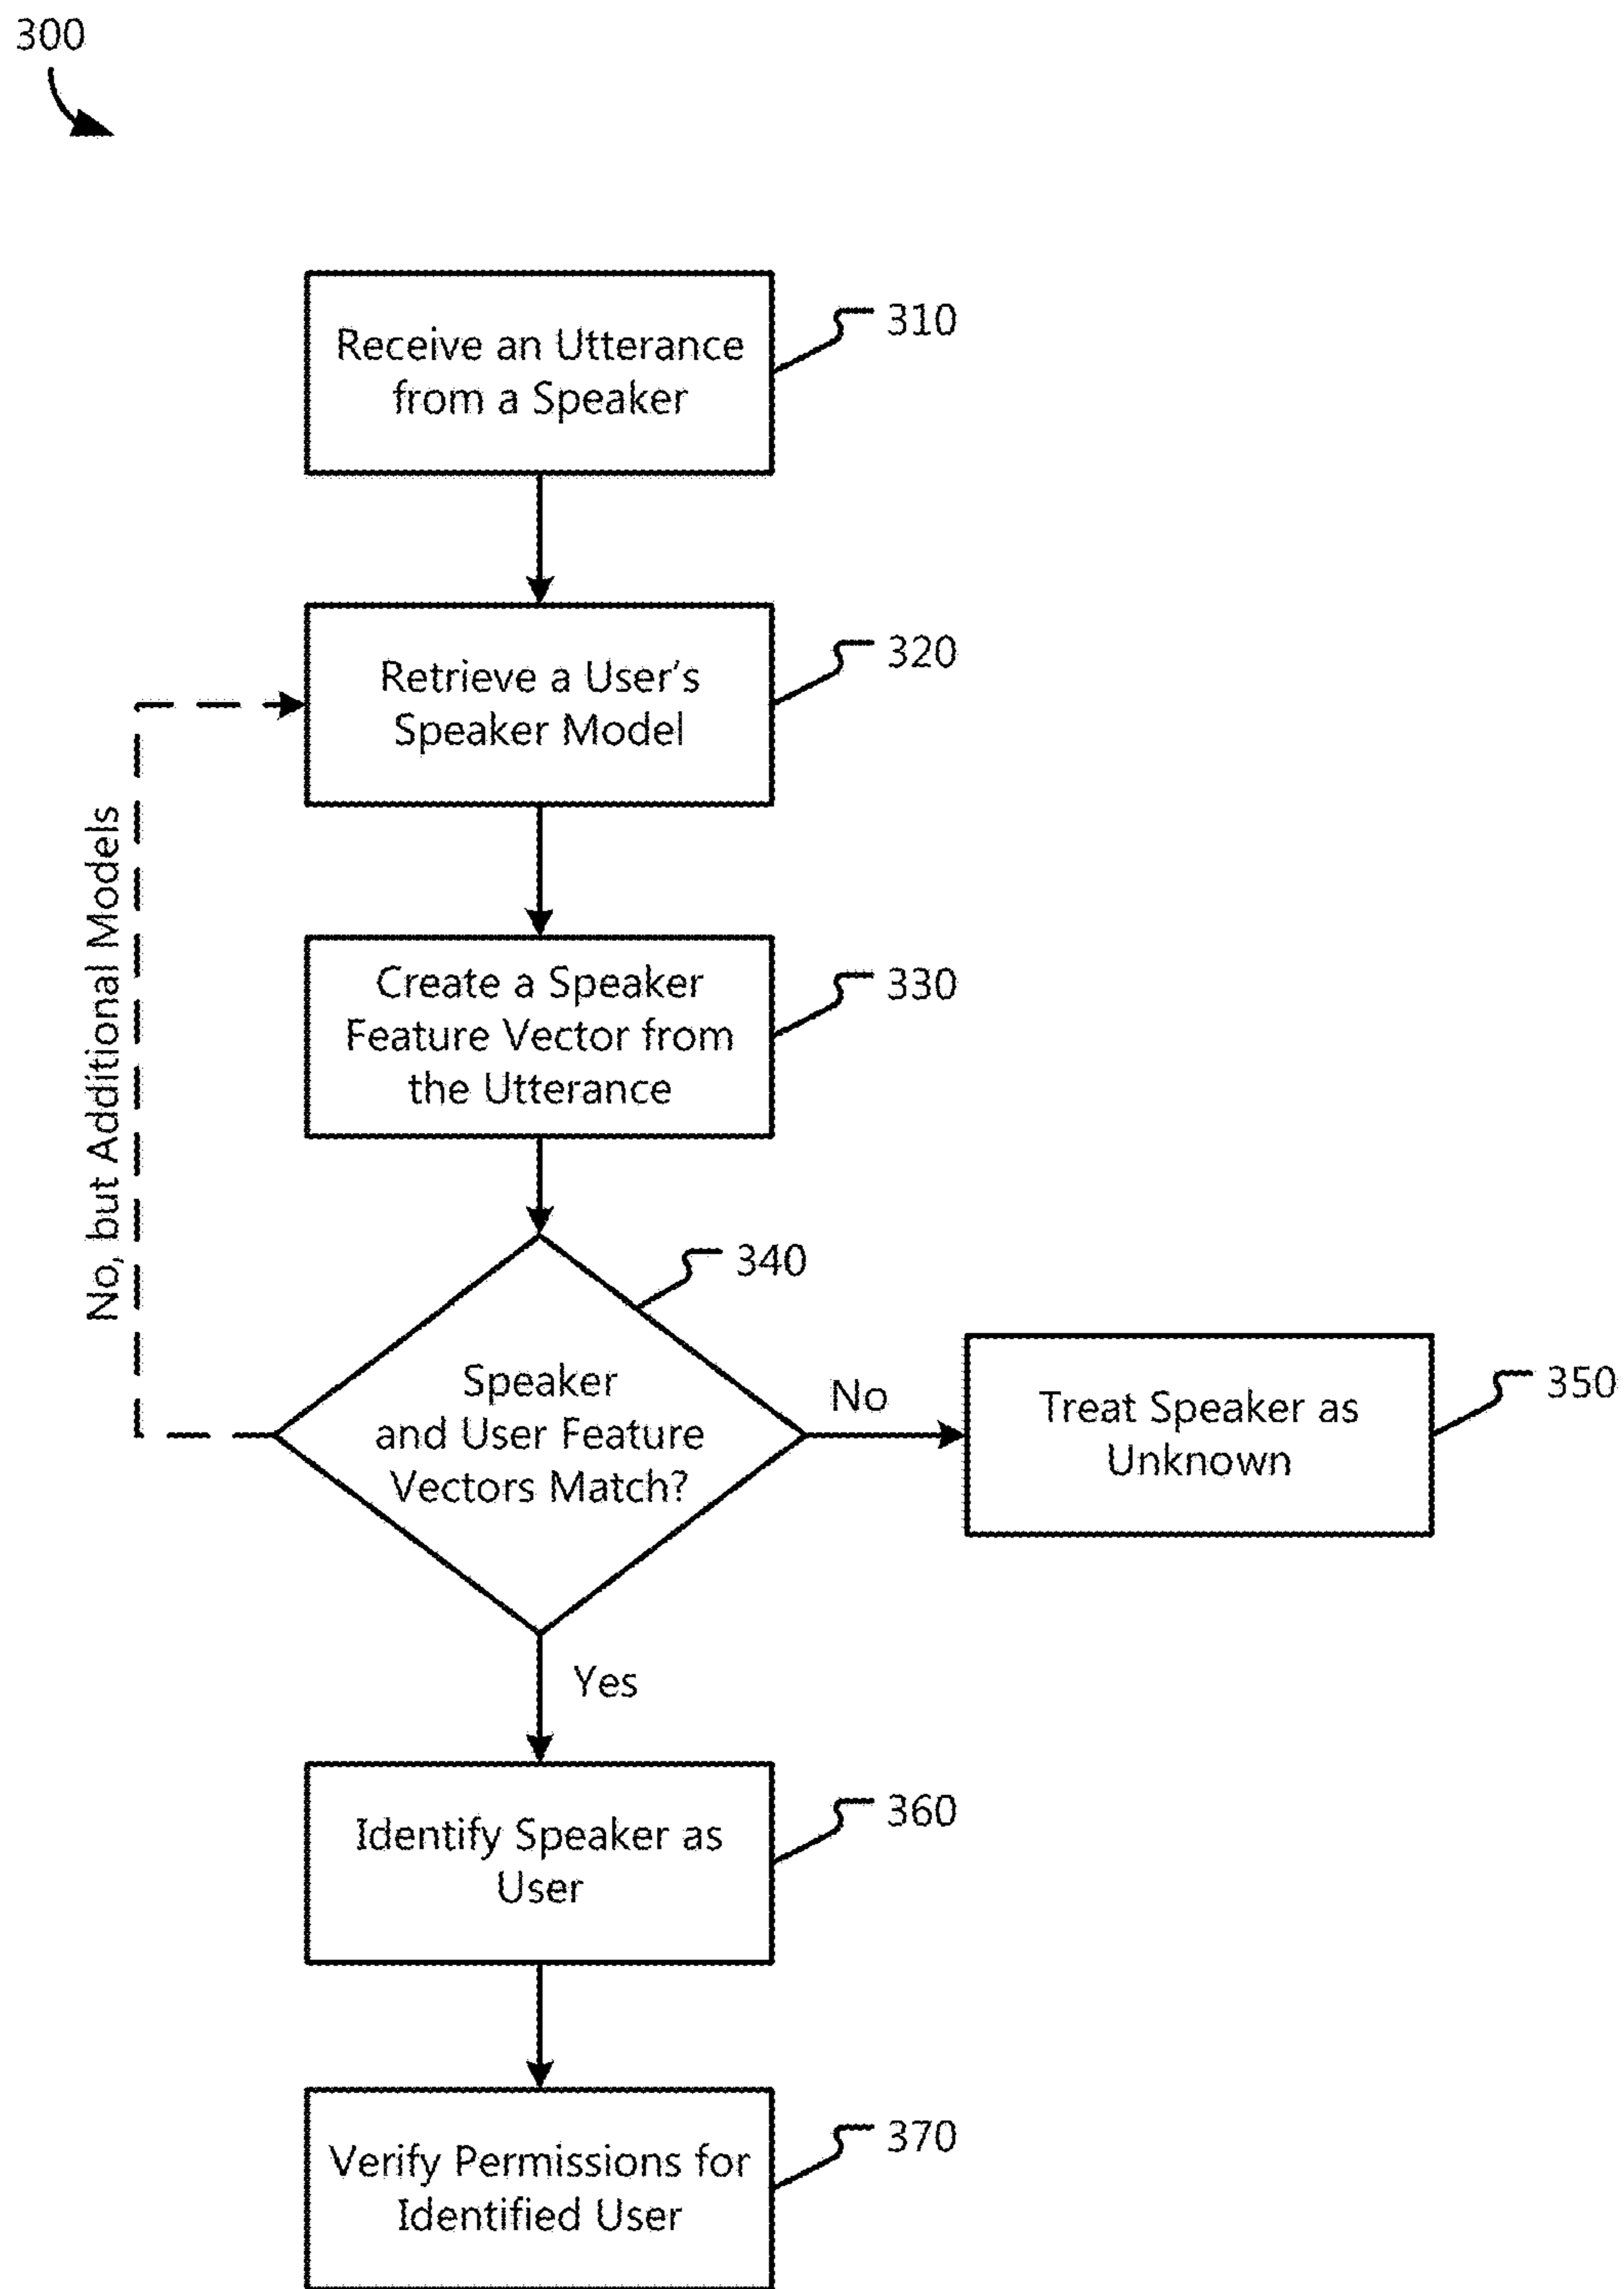 300
Receive an Utterance
from a Speaker
310
Retrieve a User's
Speaker Model
320
Create a Speaker
Feature Vector from
the Utterance
330
No, but Additional Models
340
Speaker
and User Feature
Vectors Match?
No
Treat Speaker as
Unknown
350
Yes
Identify Speaker as
User
360
Verify Permissions for
Identified User
370